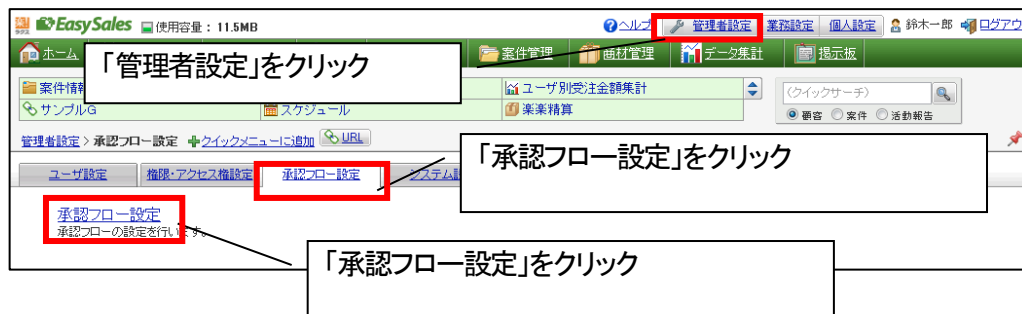 ラクス EasySales 使用容量： 11.5MB ヘルプ 管理者設定 業務設定 個人設定 鈴木一郎 ログアウ
ホーム 案件管理 商材管理 データ集計 掲示板
「管理者設定」をクリック
案件情報 ユーザ別受注金額集計 (クイックサーチ)
サンプルG スケジュール 楽楽精算 顧客 案件 活動報告
管理者設定 > 承認フロー設定 クイックメニューに追加 URL
「承認フロー設定」をクリック
ユーザ設定 権限・アクセス権設定 承認フロー設定 システム設
承認フロー設定
承認フローの設定を行います。
「承認フロー設定」をクリック